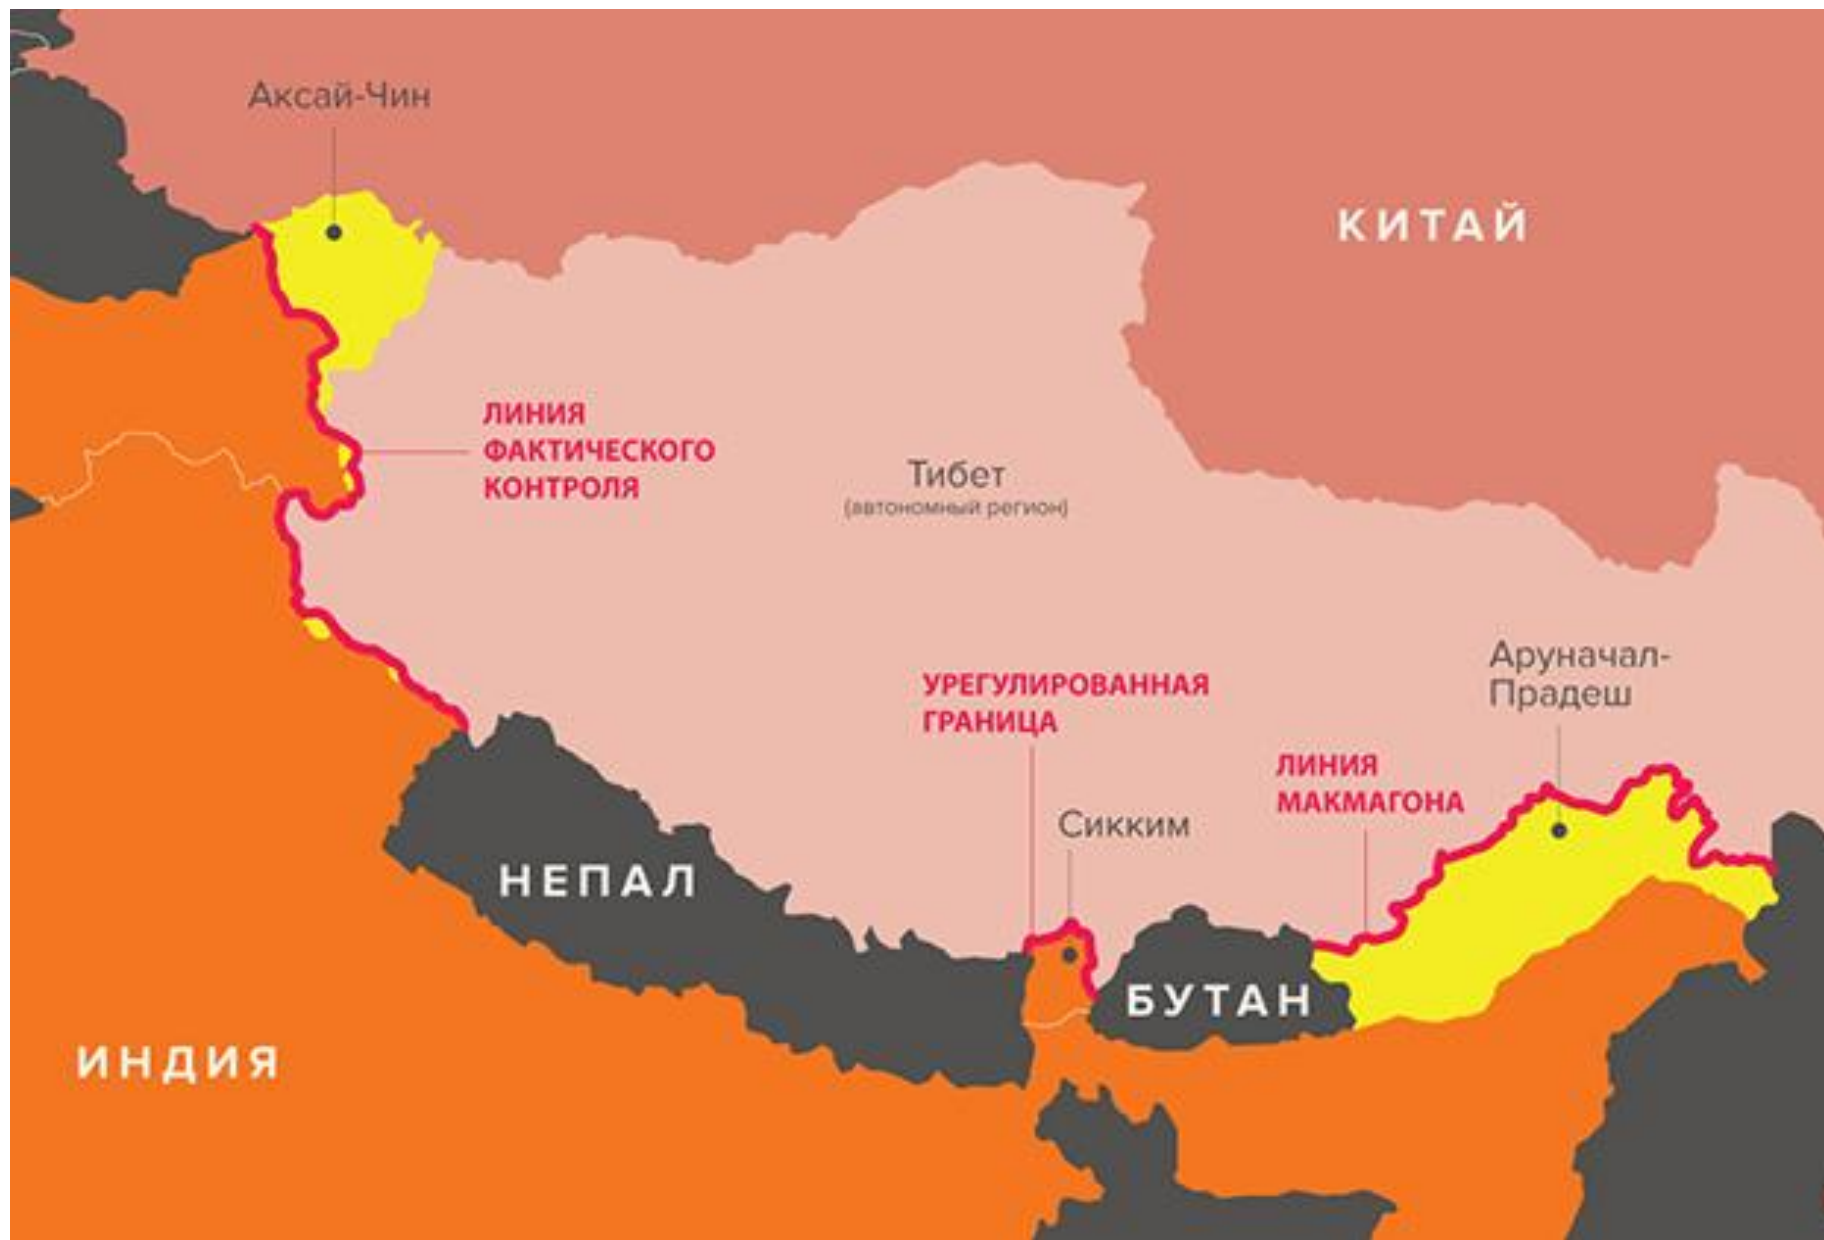 Аксай-Чин
КИТАЙ
ЛИНИЯ
ФАКТИЧЕСКОГО
КОНТРОЛЯ
Тибет
(автономный регион)
Аруначал-
Прадеш
УРЕГУЛИРОВАННАЯ
ГРАНИЦА
ЛИНИЯ
МАКМАГОНА
Сикким
НЕПАЛ
БУТАН
ИНДИЯ